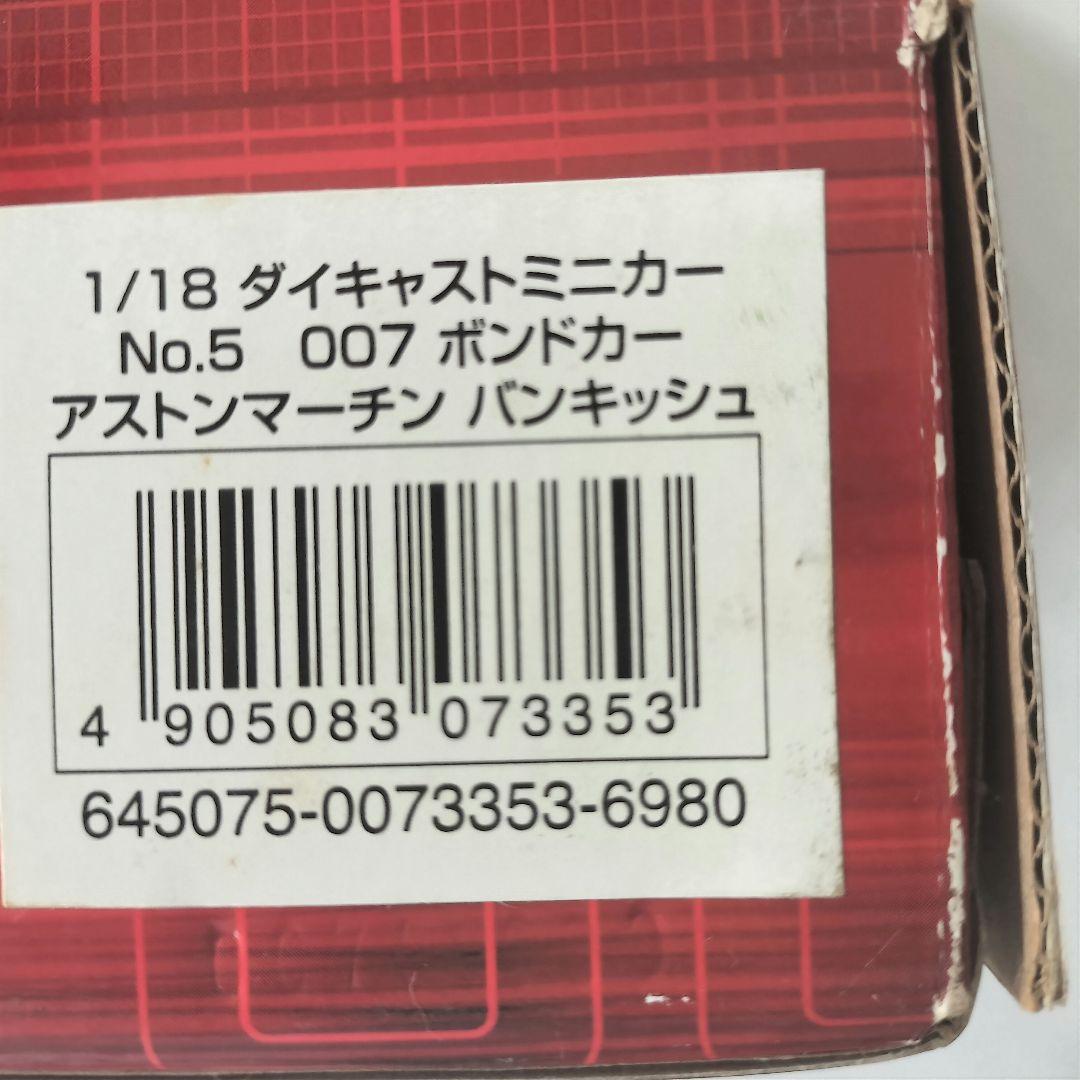 1/18 ダイキャストミニカー
No.5　007 ボンドカー
アストンマーチン バンキッシュ
4 905083 073353
645075-0073353-6980